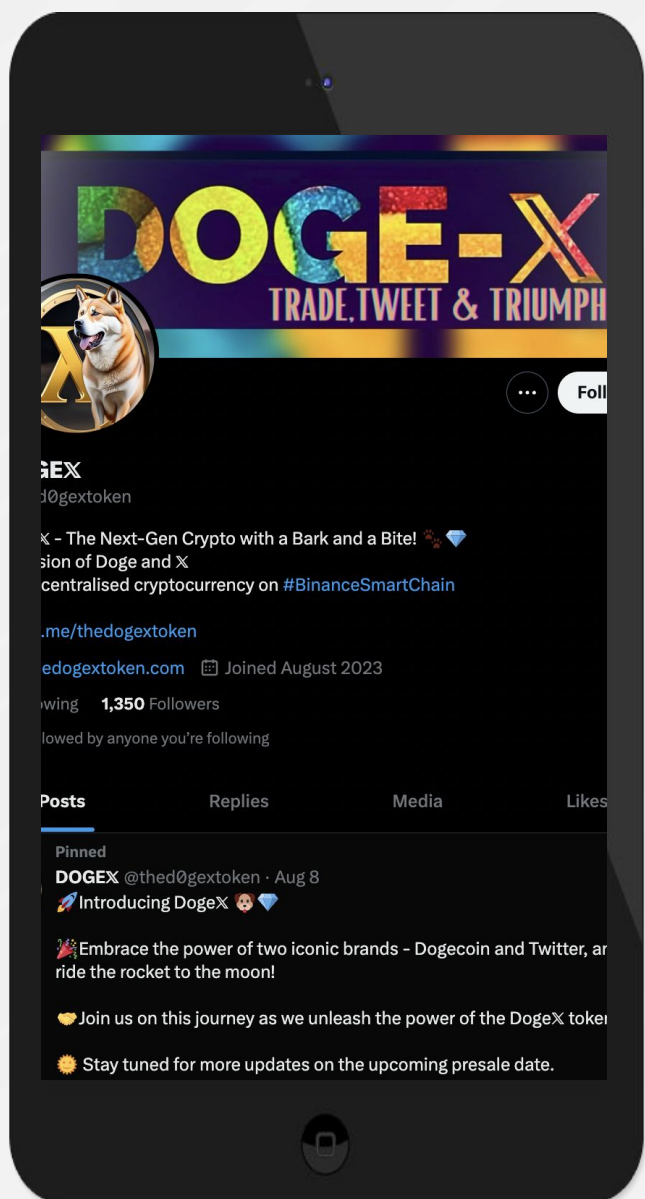 DOGE-X
TRADE,TWEET & TRIUMPH
X
Foll
GE𝕏
d0gextoken
𝕏 - The Next-Gen Crypto with a Bark and a Bite! 🐾💎
sion of Doge and 𝕏
centralised cryptocurrency on #BinanceSmartChain
.me/thedogextoken
edogextoken.com Joined August 2023
wing 1,350 Followers
lowed by anyone you’re following
Posts Replies Media Likes
Pinned
DOGE𝕏 @thed0gextoken · Aug 8
🚀Introducing Doge𝕏 🐶💎
🎉Embrace the power of two iconic brands - Dogecoin and Twitter, an
ride the rocket to the moon!
🤝Join us on this journey as we unleash the power of the Doge𝕏 token
🌞 Stay tuned for more updates on the upcoming presale date.